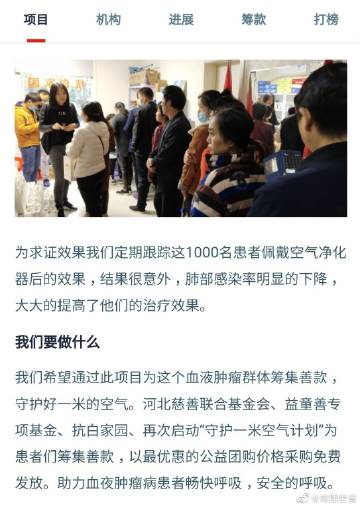 项目
机构
进展
筹款
打榜
为求证效果我们定期跟踪这1000名患者佩戴空气净化
器后的效果，结果很意外，肺部感染率明显的下降，
大大的提高了他们的治疗效果。
我们要做什么
我们希望通过此项目为这个血液肿瘤群体筹集善款，
守护好一米的空气。河北慈善联合基金会、益童善专
项基金、抗白家园、再次启动“守护一米空气计划”为
患者们筹集善款，以最优惠的公益团购价格采购免费
发放。助力血夜肿瘤病患者畅快呼吸，安全的呼吸。